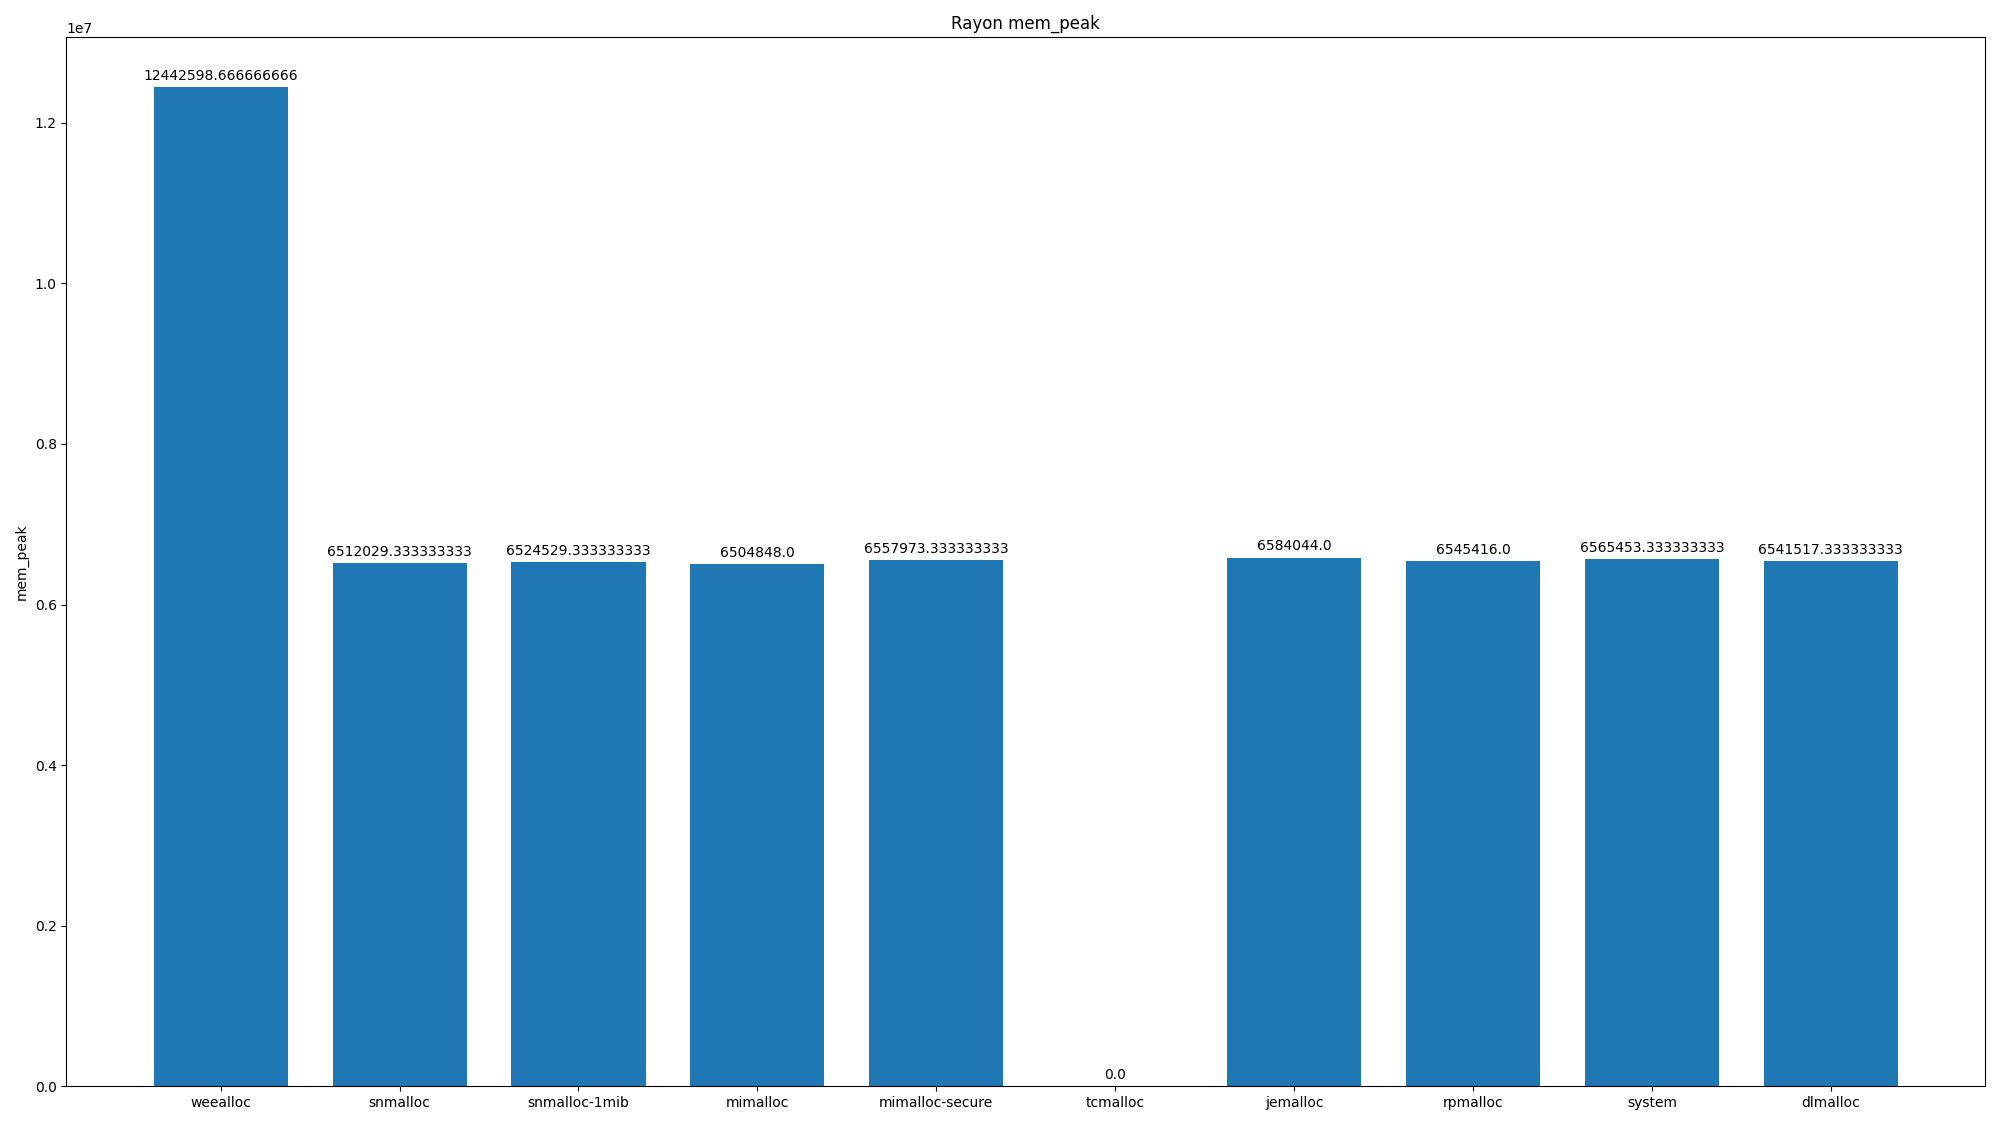 Rayon mem_peak
1e7
12442598.666666666
6512029.333333333
6524529.333333333
6504848.0
6557973.333333333
0.0
6584044.0
6545416.0
6565453.333333333
6541517.333333333
mem_peak
1.2
1.0
0.8
0.6
0.4
0.2
0.0
weealloc
snmalloc
snmalloc-1mib
mimalloc
mimalloc-secure
tcmalloc
jemalloc
rpmalloc
system
dlmalloc